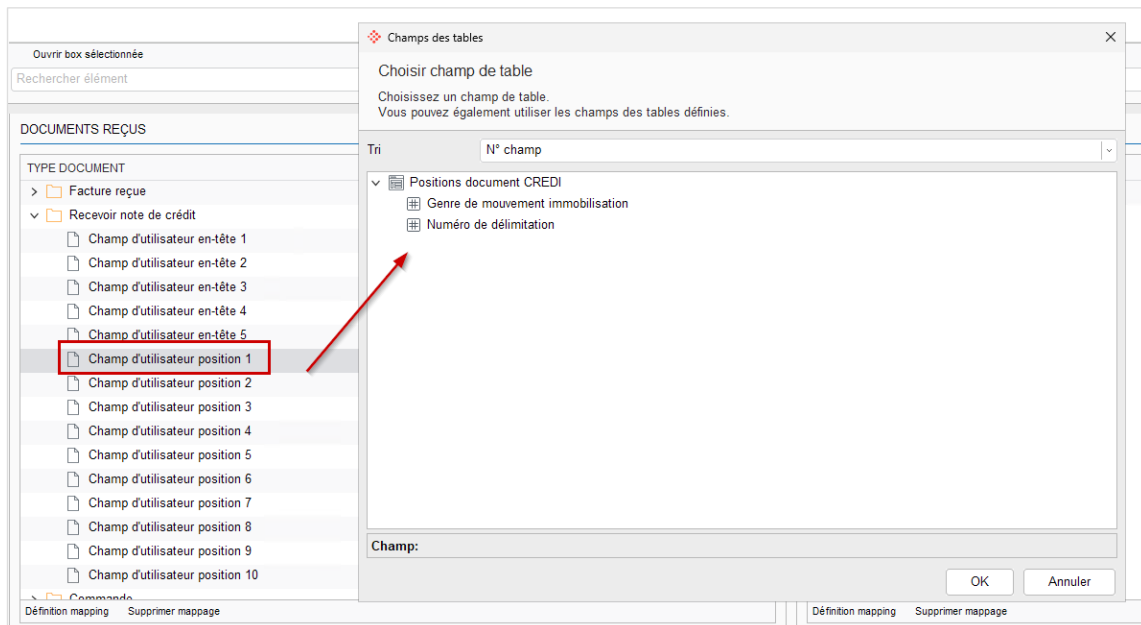 Ouvrir box sélectionnée
Rechercher élément
DOCUMENTS REÇUS
TYPE DOCUMENT
Facture reçue
Recevoir note de crédit
Champ d'utilisateur en-tête 1
Champ d'utilisateur en-tête 2
Champ d'utilisateur en-tête 3
Champ d'utilisateur en-tête 4
Champ d'utilisateur en-tête 5
Champ d'utilisateur position 1
Champ d'utilisateur position 2
Champ d'utilisateur position 3
Champ d'utilisateur position 4
Champ d'utilisateur position 5
Champ d'utilisateur position 6
Champ d'utilisateur position 7
Champ d'utilisateur position 8
Champ d'utilisateur position 9
Champ d'utilisateur position 10
Commande
Définition mapping Supprimer mappage
Champs des tables
Choisir champ de table
Choisissez un champ de table.
Vous pouvez également utiliser les champs des tables définies.
Tri N° champ
Positions document CREDI
Genre de mouvement immobilisation
Numéro de délimitation
Champ:
OK Annuler
Définition mapping Supprimer mappage